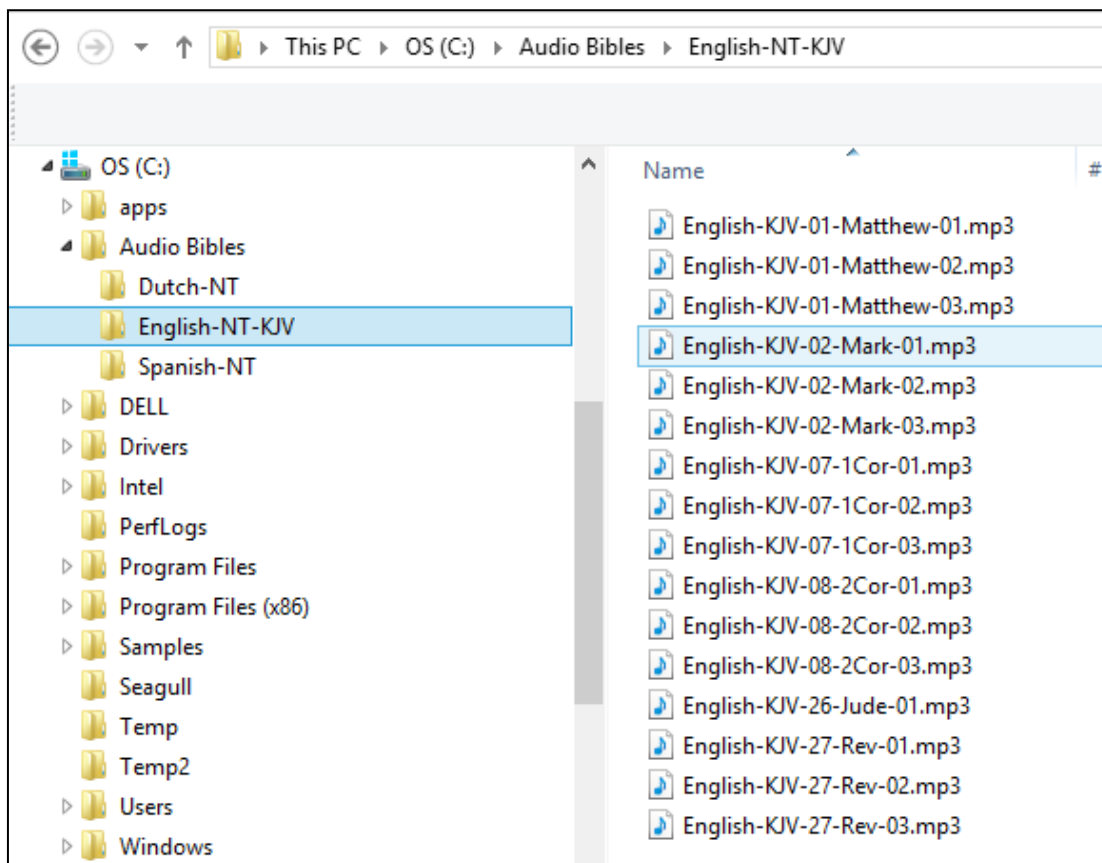 This PC OS (C:) Audio Bibles English-NT-KJV
OS (C:)
apps
Audio Bibles
Dutch-NT
English-NT-KJV
Spanish-NT
DELL
Drivers
Intel
PerfLogs
Program Files
Program Files (x86)
Samples
Seagull
Temp
Temp2
Users
Windows
Name #
English-KJV-01-Matthew-01.mp3
English-KJV-01-Matthew-02.mp3
English-KJV-01-Matthew-03.mp3
English-KJV-02-Mark-01.mp3
English-KJV-02-Mark-02.mp3
English-KJV-02-Mark-03.mp3
English-KJV-07-1Cor-01.mp3
English-KJV-07-1Cor-02.mp3
English-KJV-07-1Cor-03.mp3
English-KJV-08-2Cor-01.mp3
English-KJV-08-2Cor-02.mp3
English-KJV-08-2Cor-03.mp3
English-KJV-26-Jude-01.mp3
English-KJV-27-Rev-01.mp3
English-KJV-27-Rev-02.mp3
English-KJV-27-Rev-03.mp3